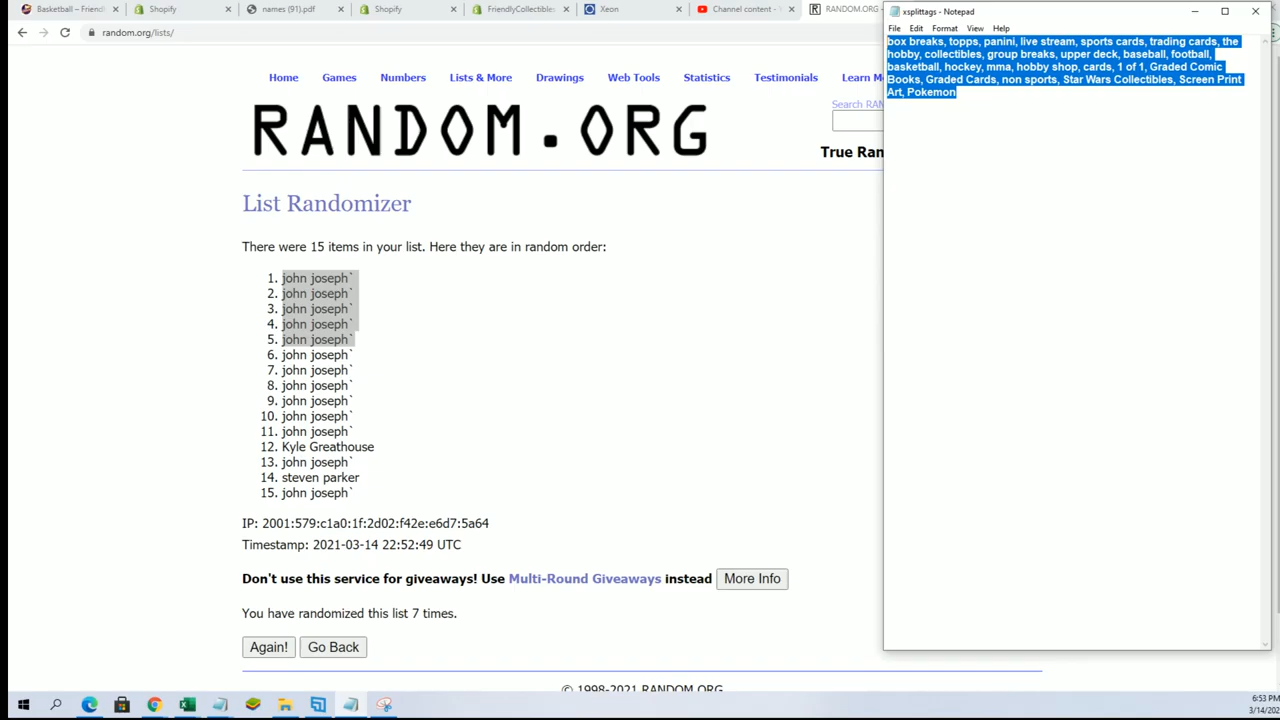 Basketball – Friendl
Shopify
names (91).pdf
Shopify
FriendlyCollectibles
Xeon
Channel content -
RANDOM.ORG
xsplittags - Notepad
random.org/lists/
File Edit Format View Help
box breaks, topps, panini, live stream, sports cards, trading cards, the
hobby, collectibles, group breaks, upper deck, baseball, football,
basketball, hockey, mma, hobby shop, cards, 1 of 1, Graded Comic
Books, Graded Cards, non sports, Star Wars Collectibles, Screen Print
Art, Pokemon
Home Games Numbers Lists & More Drawings Web Tools Statistics Testimonials Learn M
RANDOM.ORG
Search RAN
True Ran
List Randomizer
There were 15 items in your list. Here they are in random order:
1. john joseph`
2. john joseph`
3. john joseph`
4. john joseph`
5. john joseph`
6. john joseph`
7. john joseph`
8. john joseph`
9. john joseph`
10. john joseph`
11. john joseph`
12. Kyle Greathouse
13. john joseph`
14. steven parker
15. john joseph`
IP: 2001:579:c1a0:1f:2d02:f42e:e6d7:5a64
Timestamp: 2021-03-14 22:52:49 UTC
Don't use this service for giveaways! Use Multi-Round Giveaways instead More Info
You have randomized this list 7 times.
Again! Go Back
© 1998-2021 RANDOM.ORG
6:53 PM
3/14/202